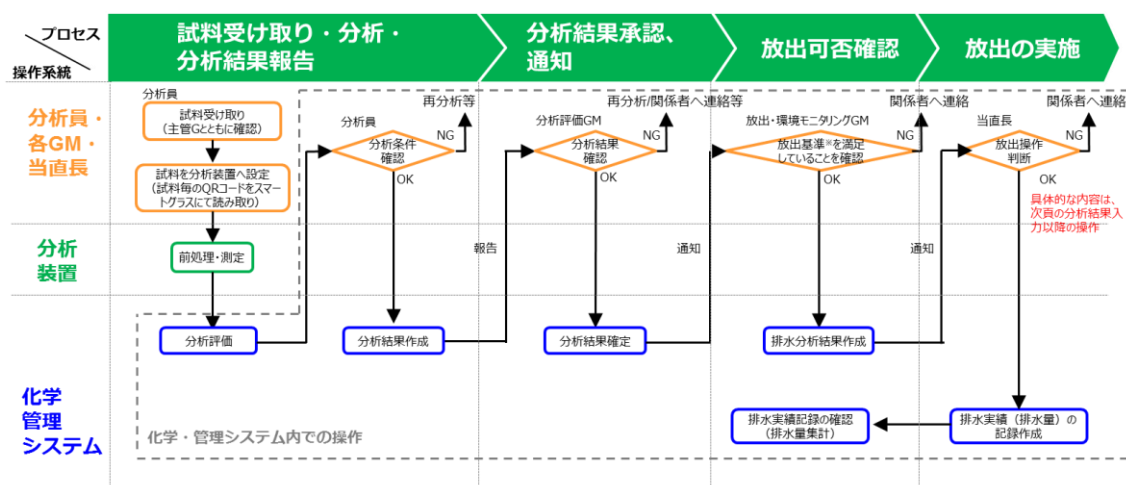 プロセス
操作系統
試料受け取り・分析・
分析結果報告
分析結果承認、
通知
放出可否確認
放出の実施
分析員・
各GM・
当直長
分析員
試料受け取り
（主管Gとともに確認）
試料を分析装置へ設定
（試料毎のQRコードをスマー
トグラスにて読み取り）
分析員
分析条件
確認
NG
再分析等
OK
分析評価GM
分析結果
確認
NG
再分析/関係者へ連絡等
OK
放出・環境モニタリングGM
放出基準※を満足
していることを確認
NG
関係者へ連絡
OK
当直長
放出操作
判断
NG
関係者へ連絡
OK
具体的な内容は、
次頁の分析結果入
力以降の操作
分析
装置
前処理・測定
報告
通知
通知
化学
管理
システム
分析評価
分析結果作成
分析結果確定
排水分析結果作成
排水実績記録の確認
（排水量集計）
排水実績（排水量）の
記録作成
化学・管理システム内での操作